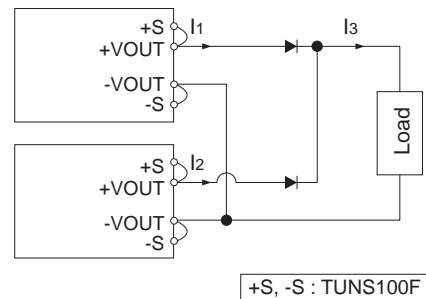 +S
I1
+VOUT
I3
-VOUT
-S
Load
+S
I2
+VOUT
-VOUT
-S
+S, -S : TUNS100F